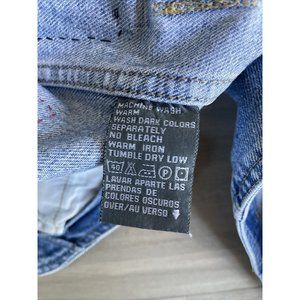 MACHINE WASH
WARM
WASH DARK COLORS
SEPARATELY
NO BLEACH
WARM IRON
TUMBLE DRY LOW
40 P
LAVAR APARTE LAS
PRENDAS DE
COLORES OSCUROS
OVER/AU VERSO